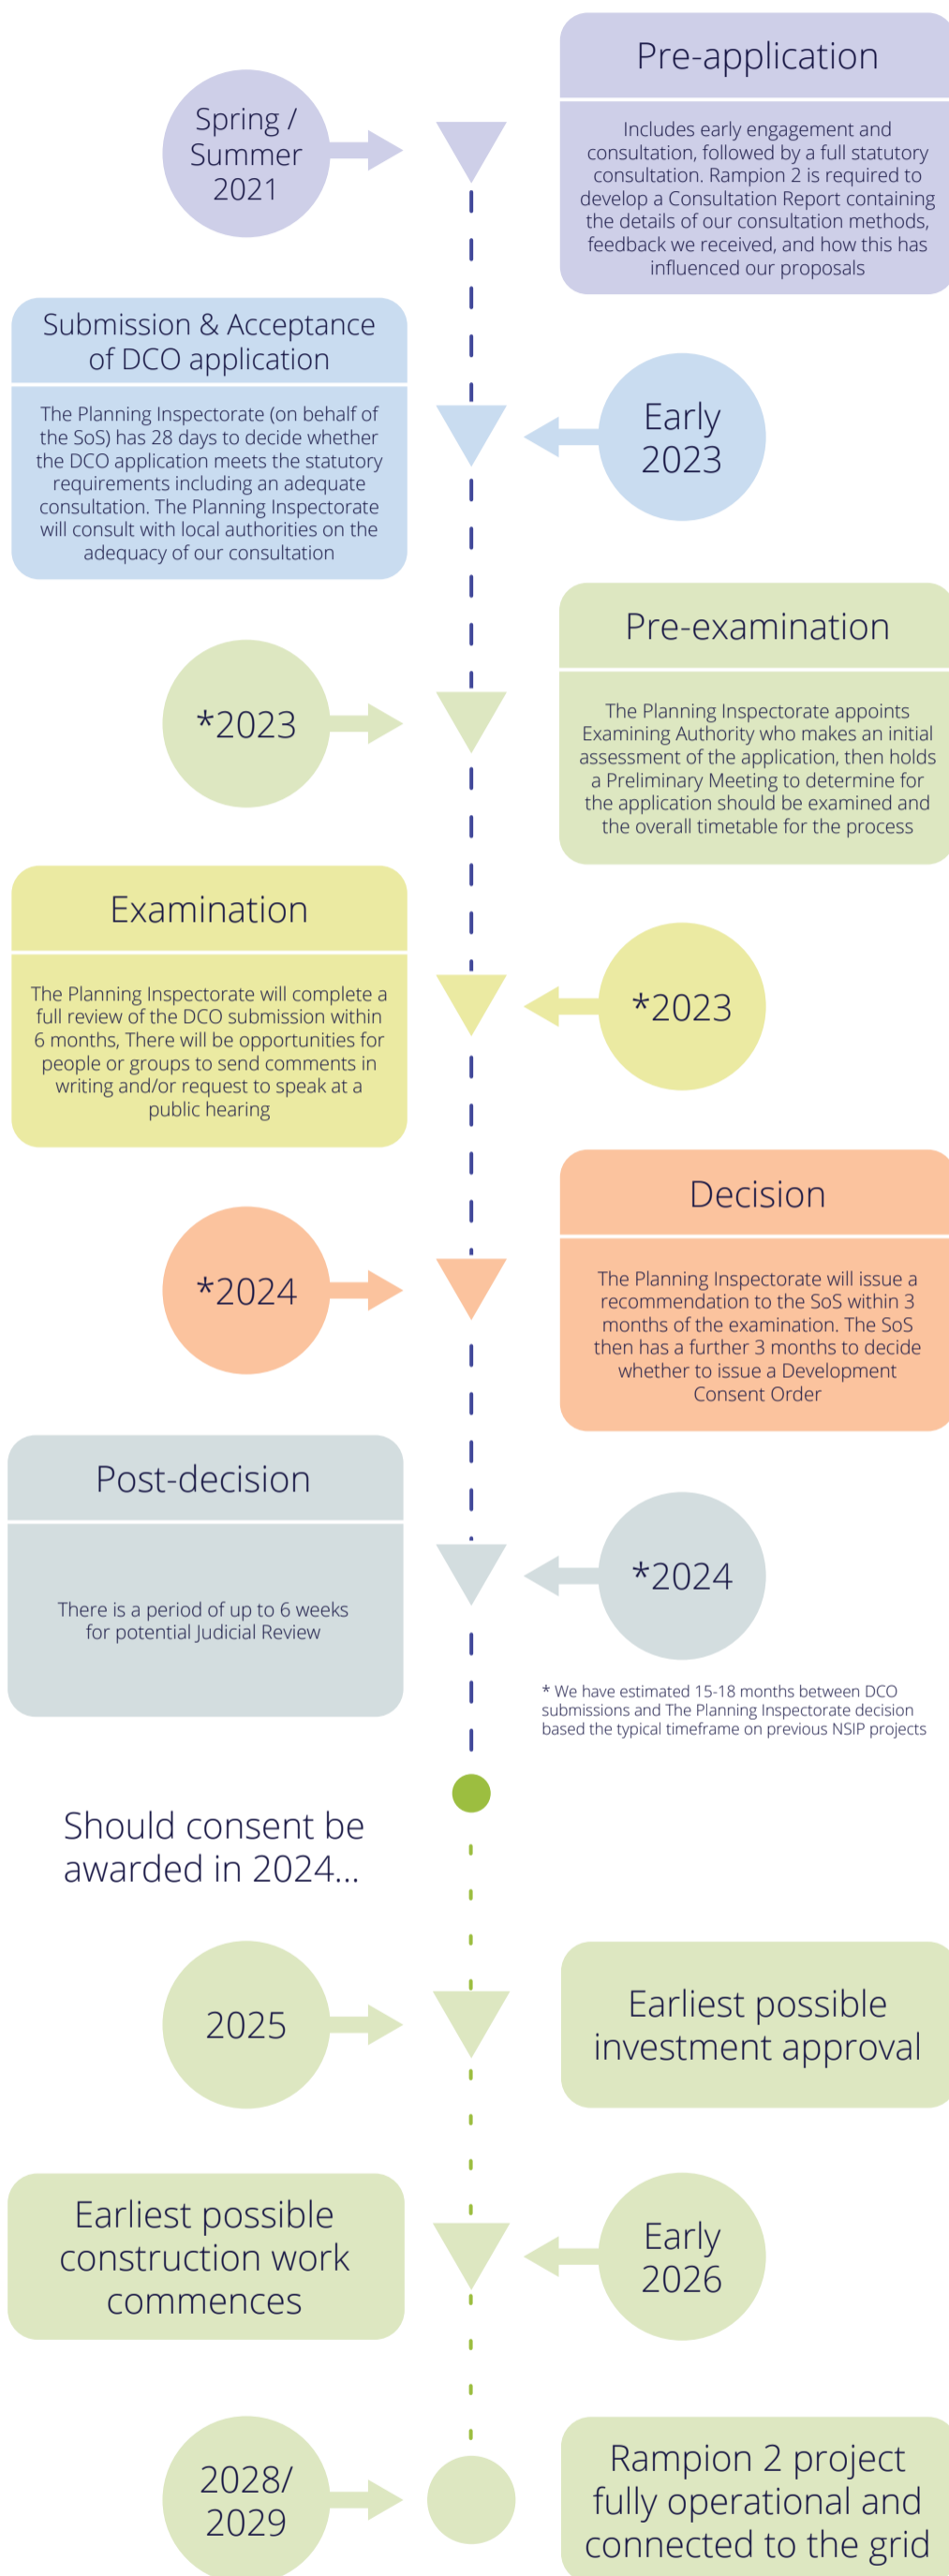 Spring /
Summer
2021
Pre-application
Includes early engagement and
consultation, followed by a full statutory
consultation. Rampion 2 is required to
develop a Consultation Report containing
the details of our consultation methods,
feedback we received, and how this has
influenced our proposals
Submission & Acceptance
of DCO application
The Planning Inspectorate (on behalf of
the SoS) has 28 days to decide whether
the DCO application meets the statutory
requirements including an adequate
consultation. The Planning Inspectorate
will consult with local authorities on the
adequacy of our consultation
Early
2023
*2023
Pre-examination
The Planning Inspectorate appoints
Examining Authority who makes an initial
assessment of the application, then holds
a Preliminary Meeting to determine for
the application should be examined and
the overall timetable for the process
Examination
The Planning Inspectorate will complete a
full review of the DCO submission within
6 months, There will be opportunities for
people or groups to send comments in
writing and/or request to speak at a
public hearing
*2023
*2024
Decision
The Planning Inspectorate will issue a
recommendation to the SoS within 3
months of the examination. The SoS
then has a further 3 months to decide
whether to issue a Development
Consent Order
Post-decision
There is a period of up to 6 weeks
for potential Judicial Review
*2024
* We have estimated 15-18 months between DCO
submissions and The Planning Inspectorate decision
based the typical timeframe on previous NSIP projects
Should consent be
awarded in 2024...
2025
Earliest possible
investment approval
Earliest possible
construction work
commences
Early
2026
2028/
2029
Rampion 2 project
fully operational and
connected to the grid